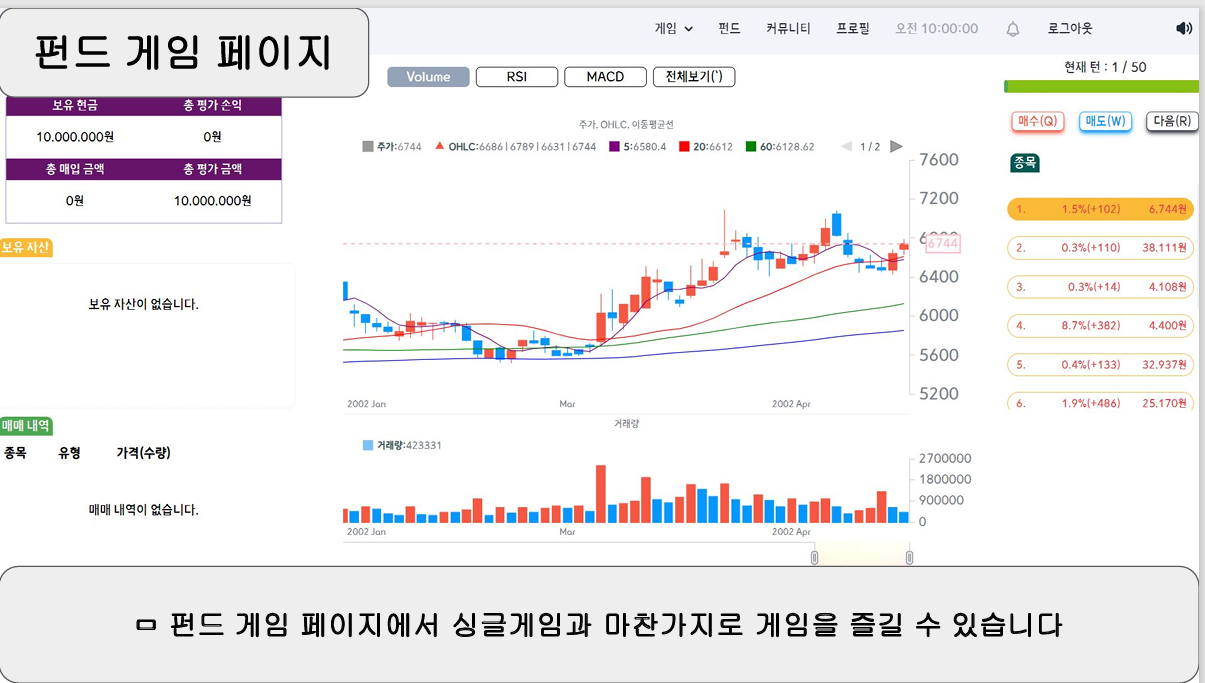 펀드 게임 페이지
게임 펀드 커뮤니티 프로필 오전 10:00:00 로그아웃
Volume RSI MACD 전체보기(`)
현재 턴 : 1 / 50
매수(Q) 매도(W) 다음(R)
보유 현금 총 평가 손익
10.000.000원 0원
총 매입 금액 총 평가 금액
0원 10.000.000원
보유 자산
보유 자산이 없습니다.
매매 내역
종목 유형 가격(수량)
매매 내역이 없습니다.
주가, OHLC, 이동평균선
주가:6744 OHLC:6686 | 6789 | 6631 | 6744 5:6580.4 20:6612 60:6128.62 1 / 2
7600
7200
6744
6400
6000
5600
5200
2002 Jan Mar 2002 Apr
거래량
거래량:423331
2700000
1800000
900000
0
2002 Jan Mar 2002 Apr
종목
1. 1.5%(+102) 6.744원
2. 0.3%(+110) 38.111원
3. 0.3%(+14) 4.108원
4. 8.7%(+382) 4.400원
5. 0.4%(+133) 32.937원
6. 1.9%(+486) 25.170원
ㅁ 펀드 게임 페이지에서 싱글게임과 마찬가지로 게임을 즐길 수 있습니다